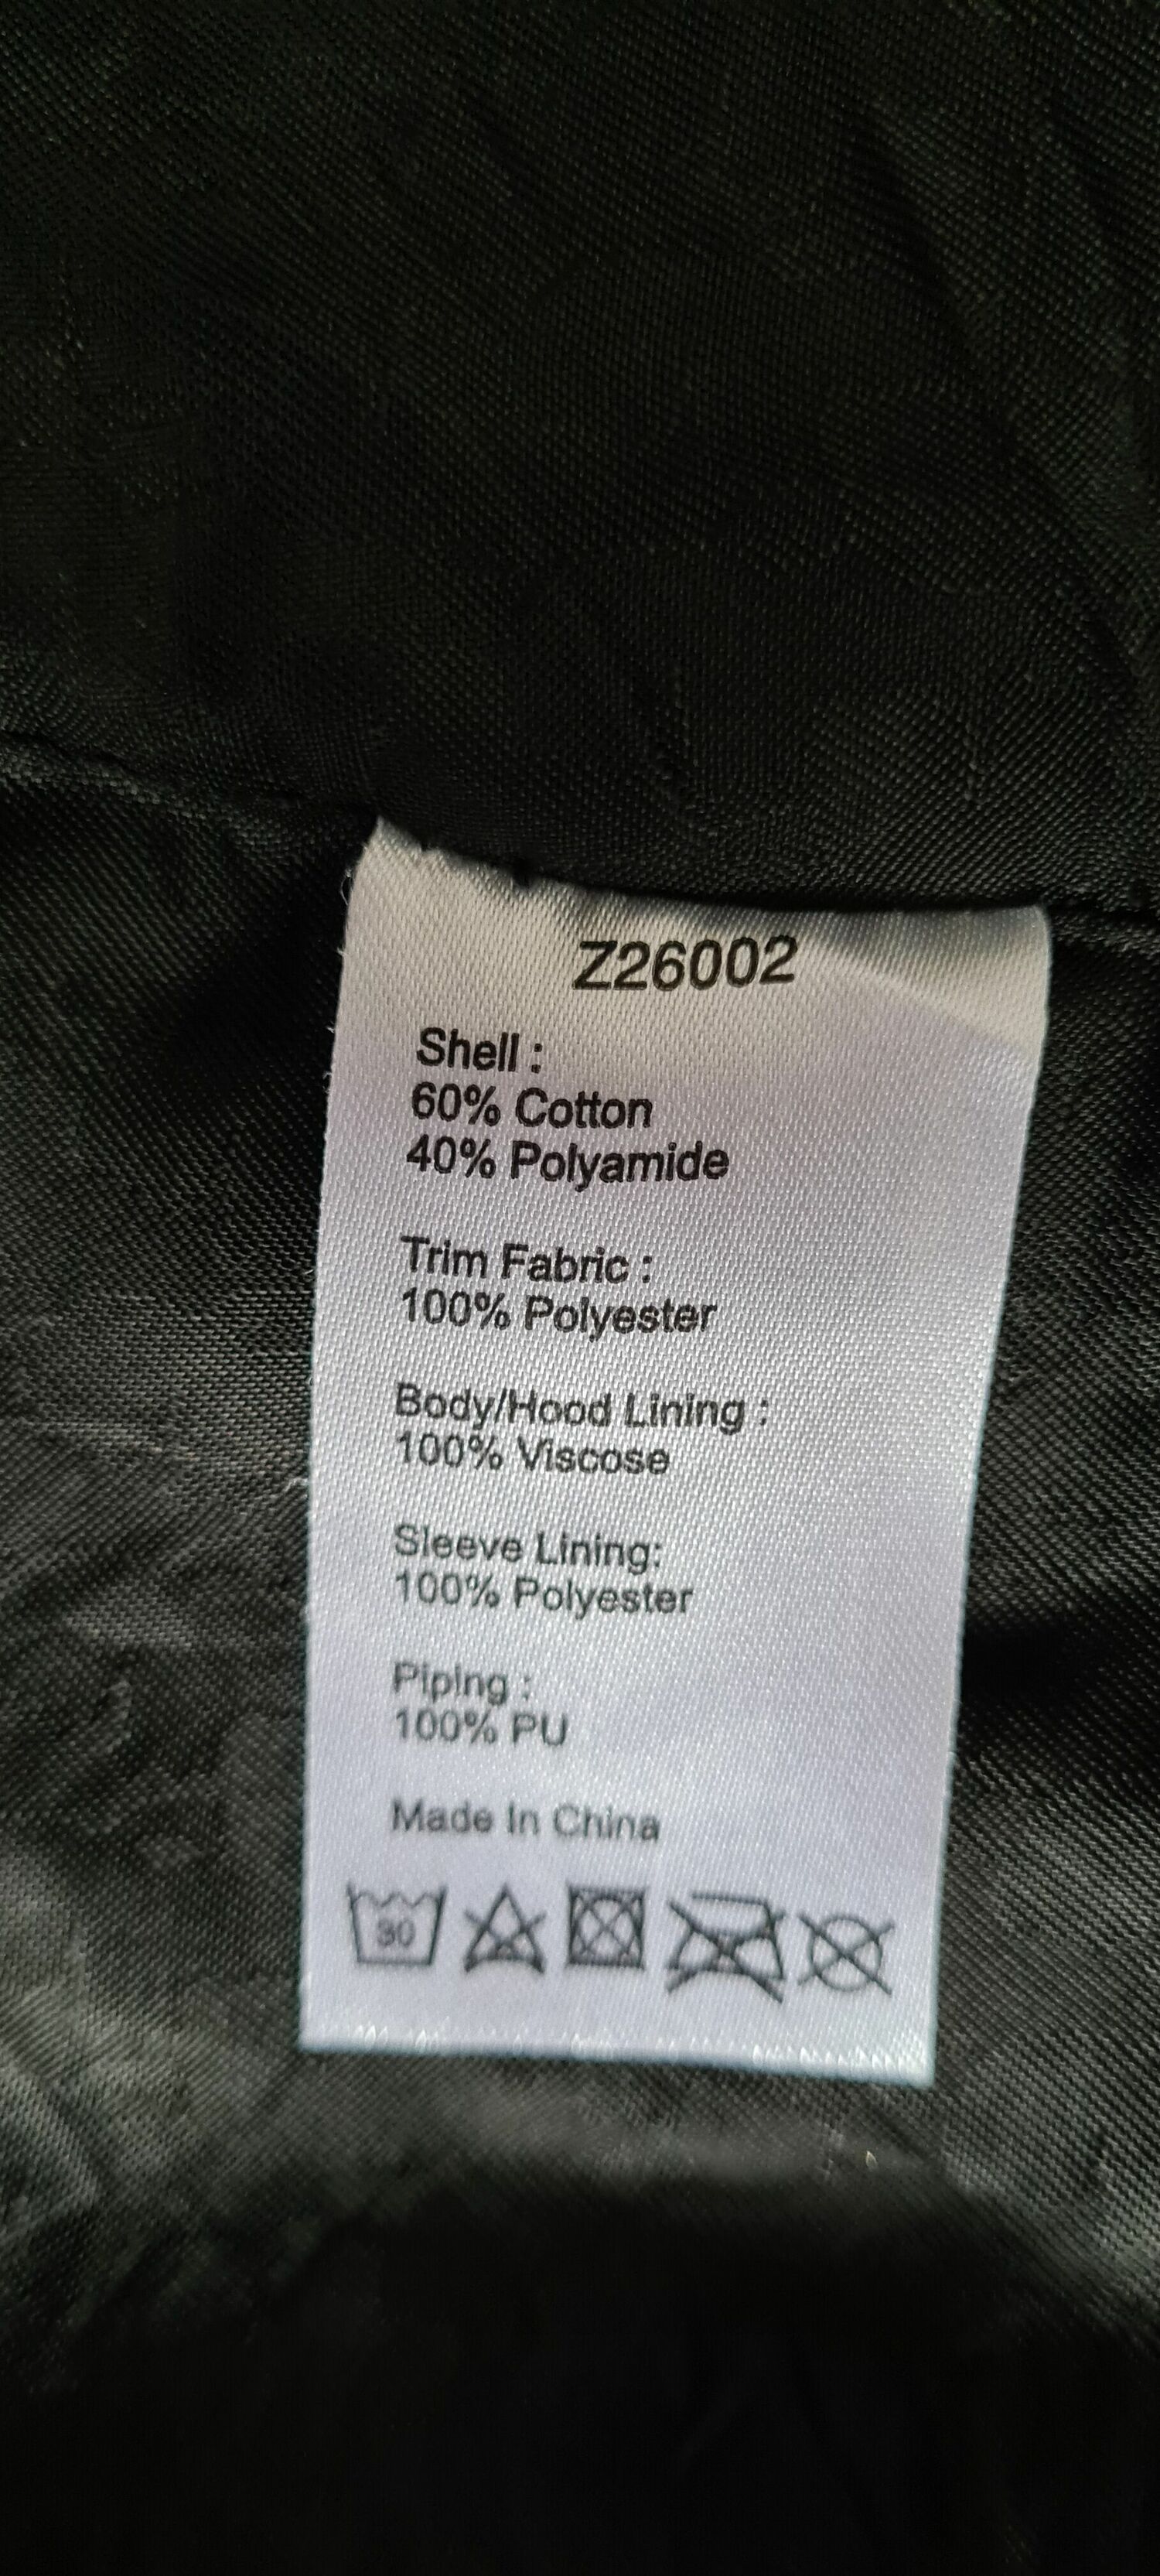 Z26002
Shell :
60% Cotton
40% Polyamide
Trim Fabric :
100% Polyester
Body/Hood Lining :
100% Viscose
Sleeve Lining:
100% Polyester
Piping :
100% PU
Made In China
30